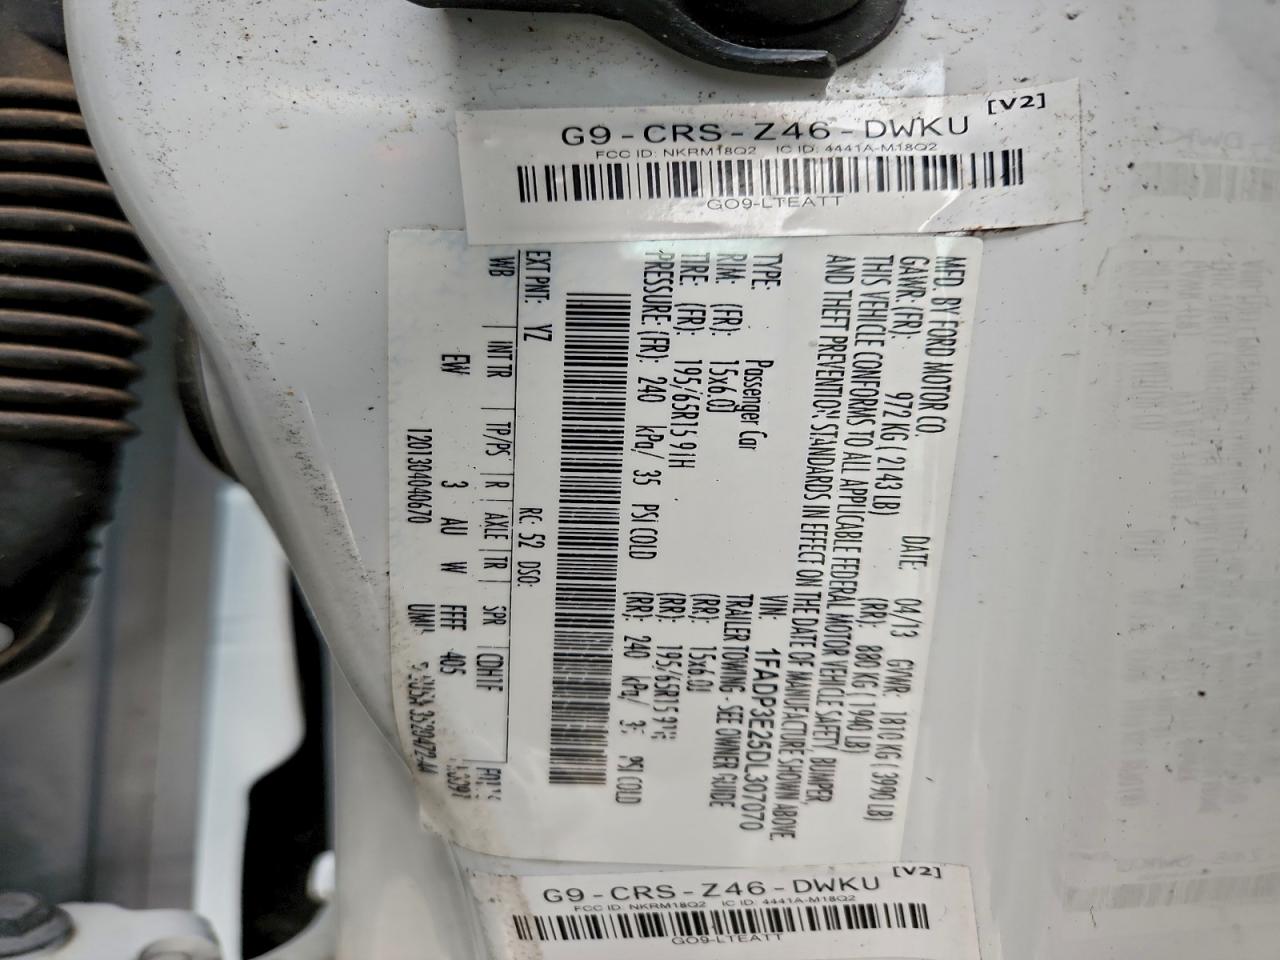 [V2]
G9-CRS-Z46-DWKU
FCC ID: NKRM18Q2 IC ID: 4441A-M18Q2
GO9-LTEATT
MFD. BY FORD MOTOR CO.
DATE: 04/13 GVWR: 1810 KG ( 3990 LB)
GAWR: (FR): 972 KG ( 2143 LB) (RR): 880 KG ( 1940 LB)
THIS VEHICLE CONFORMS TO ALL APPLICABLE FEDERAL MOTOR VEHICLE SAFETY, BUMPER,
AND THEFT PREVENTION STANDARDS IN EFFECT ON THE DATE OF MANUFACTURE SHOWN ABOVE.
VIN: 1FADP3E25DL307070
TYPE: Passenger Car TRAILER TOWING - SEE OWNER GUIDE
RIM: (FR): 15x6.0J (RR): 15x6.0J
TIRE: (FR): 195/65R15 91H (RR): 195/65R15
PRESSURE: (FR): 240 kPa/ 35 PSI COLD (RR): 240 kPa/ PSI COLD
EXT PNT: YZ RC: 52 DSO:
WB INT TR TP/PS R AXLE TR SPR
EW 3 AU W FFFF 405
1201304040670
[V2]
G9-CRS-Z46-DWKU
FCC ID: NKRM18Q2 IC ID: 4441A-M18Q2
GO9-LTEATT